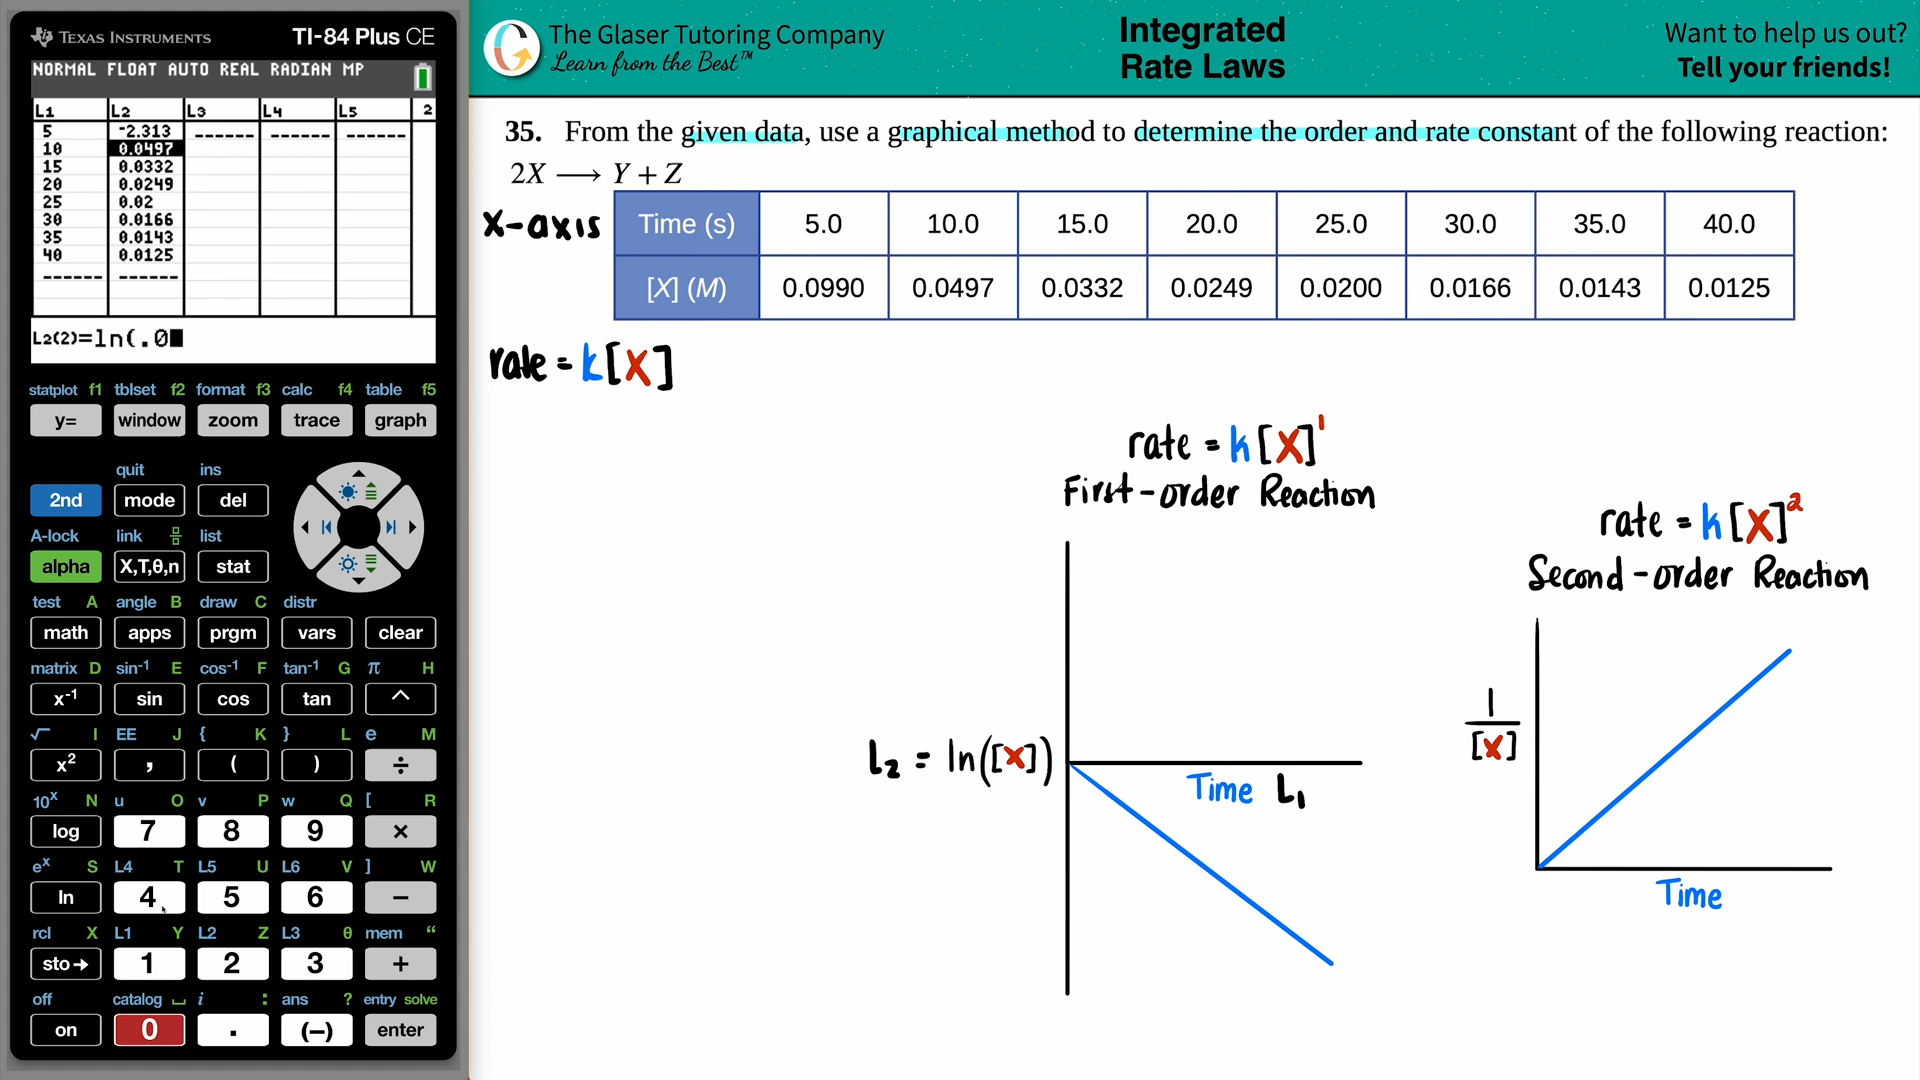 TEXAS INSTRUMENTS TI-84 Plus CE
NORMAL FLOAT AUTO REAL RADIAN MP
L1 L2 L3 L4 L5 2
5 -2.313 ------ ------ ------
10 0.0497
15 0.0332
20 0.0249
25 0.02
30 0.0166
35 0.0143
40 0.0125
------ ------
L2(2)=ln(.0
statplot f1 tblset f2 format f3 calc f4 table f5
y= window zoom trace graph
quit ins
2nd mode del
A-lock link list
alpha X,T,θ,n stat
test A angle B draw C distr
math apps prgm vars clear
matrix D sin⁻¹ E cos⁻¹ F tan⁻¹ G π H
x⁻¹ sin cos tan ^
√ I EE J { K } L e M
x² , ( ) ÷
10ˣ N u O v P w Q [ R
log 7 8 9 ×
eˣ S L4 T L5 U L6 V ] W
ln 4 5 6 −
rcl X L1 Y L2 Z L3 θ mem “
sto→ 1 2 3 +
off catalog ⎵ i : ans ? entry solve
on 0 . (−) enter
The Glaser Tutoring Company
Learn from the Best™
Integrated
Rate Laws
Want to help us out?
Tell your friends!
35. From the given data, use a graphical method to determine the order and rate constant of the following reaction:
2X ⟶ Y + Z
x-axis
Time (s) 5.0 10.0 15.0 20.0 25.0 30.0 35.0 40.0
[X] (M) 0.0990 0.0497 0.0332 0.0249 0.0200 0.0166 0.0143 0.0125
rate = k[X]
rate = k[X]¹
First-order Reaction
L₂ = ln([X])
Time L₁
rate = k[X]²
Second-order Reaction
1
[X]
Time